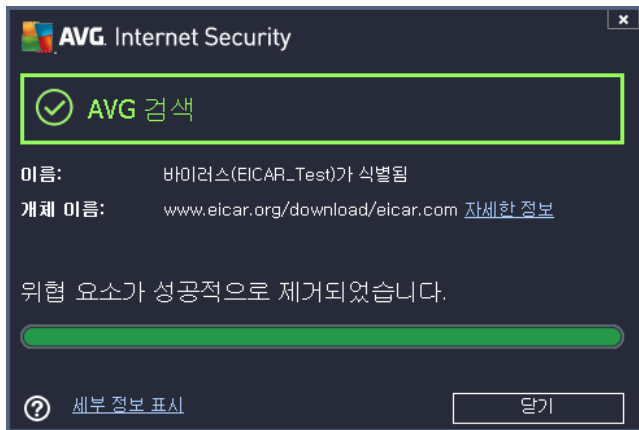 AVG. Internet Security
AVG 검색
이름: 바이러스(EICAR_Test)가 식별됨
개체 이름: www.eicar.org/download/eicar.com 자세한 정보
위협 요소가 성공적으로 제거되었습니다.
세부 정보 표시
닫기